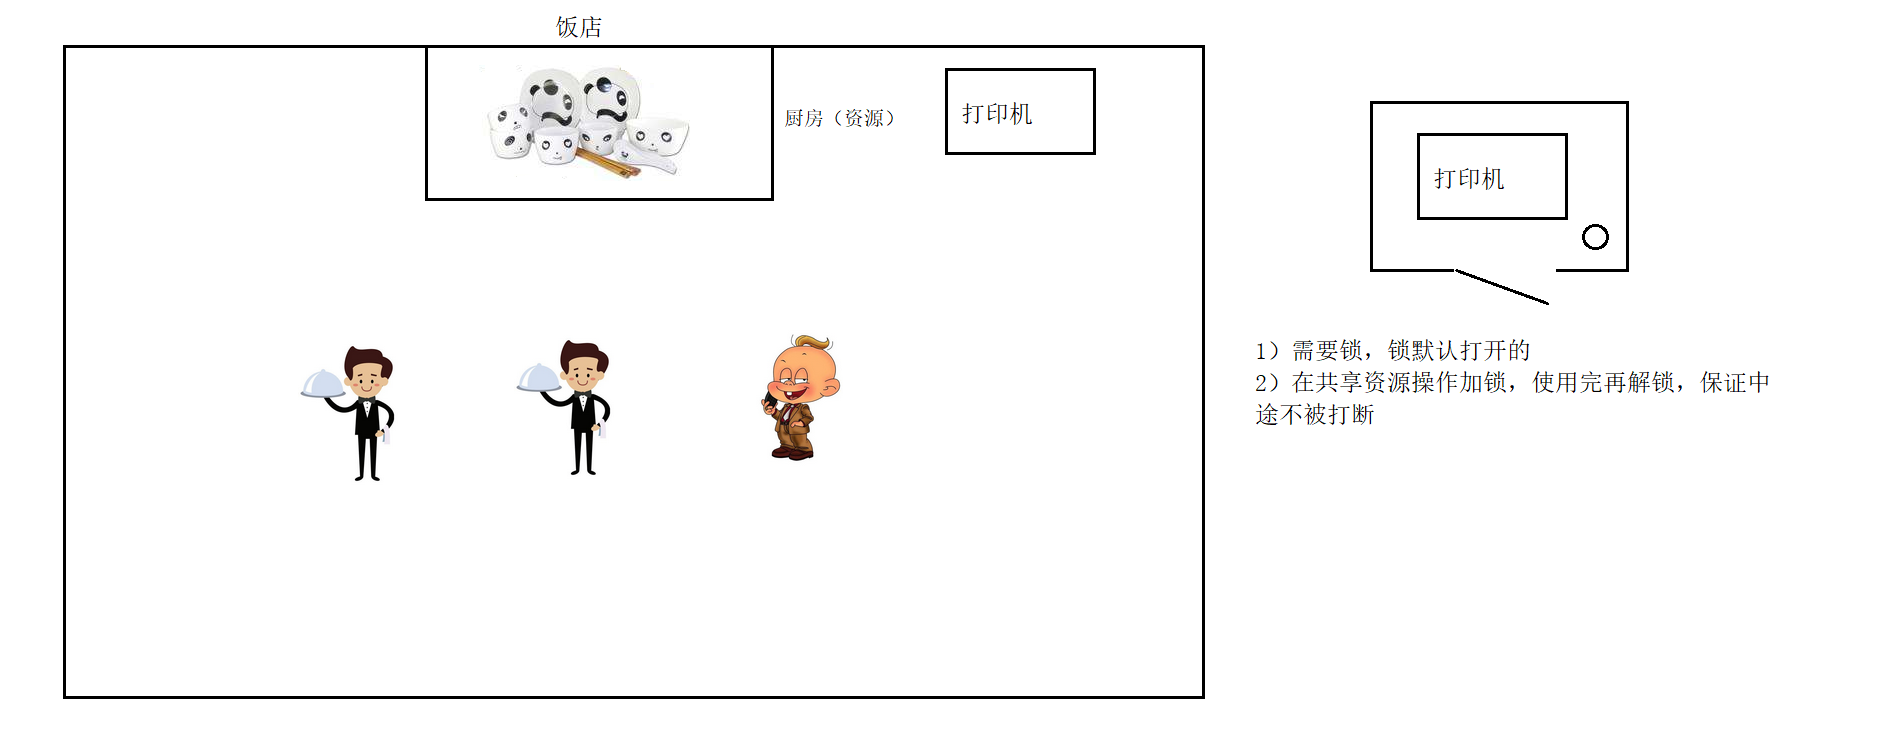 饭店
厨房（资源）
打印机
打印机
1）需要锁，锁默认打开的
2）在共享资源操作加锁，使用完再解锁，保证中
途不被打断